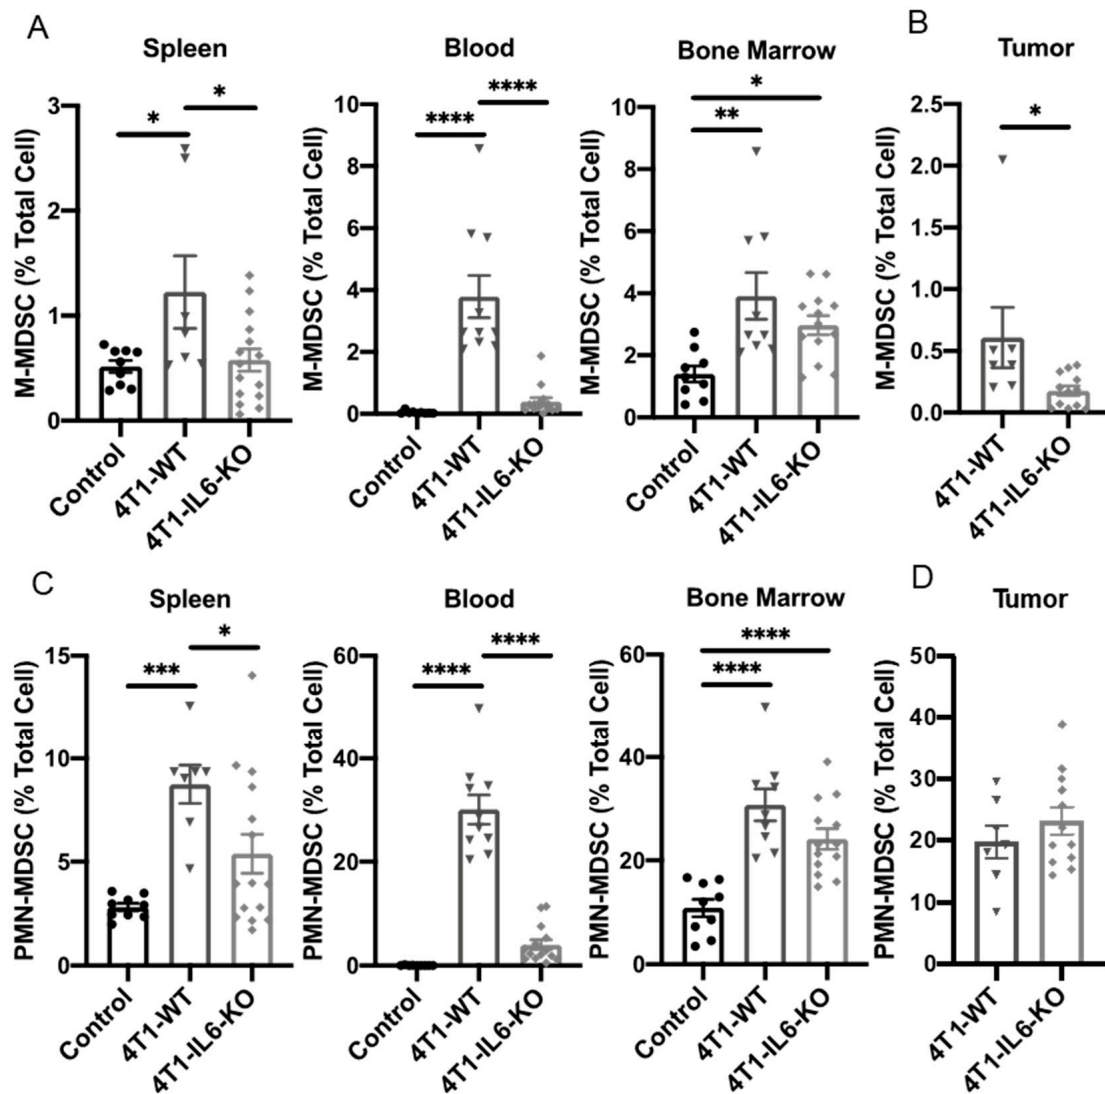 A
Spleen
M-MDSC (% Total Cell)
3
2
1
0
*
*
Control
4T1-WT
4T1-IL6-KO
Blood
M-MDSC (% Total Cell)
10
8
6
4
2
0
****
****
Control
4T1-WT
4T1-IL6-KO
Bone Marrow
M-MDSC (% Total Cell)
10
8
6
4
2
0
*
**
Control
4T1-WT
4T1-IL6-KO
B
Tumor
M-MDSC (% Total Cell)
2.5
2.0
1.5
1.0
0.5
0.0
*
4T1-WT
4T1-IL6-KO
C
Spleen
PMN-MDSC (% Total Cell)
15
10
5
0
***
*
Control
4T1-WT
4T1-IL6-KO
Blood
PMN-MDSC (% Total Cell)
60
40
20
0
****
****
Control
4T1-WT
4T1-IL6-KO
Bone Marrow
PMN-MDSC (% Total Cell)
60
40
20
0
****
****
Control
4T1-WT
4T1-IL6-KO
D
Tumor
PMN-MDSC (% Total Cell)
50
40
30
20
10
0
4T1-WT
4T1-IL6-KO